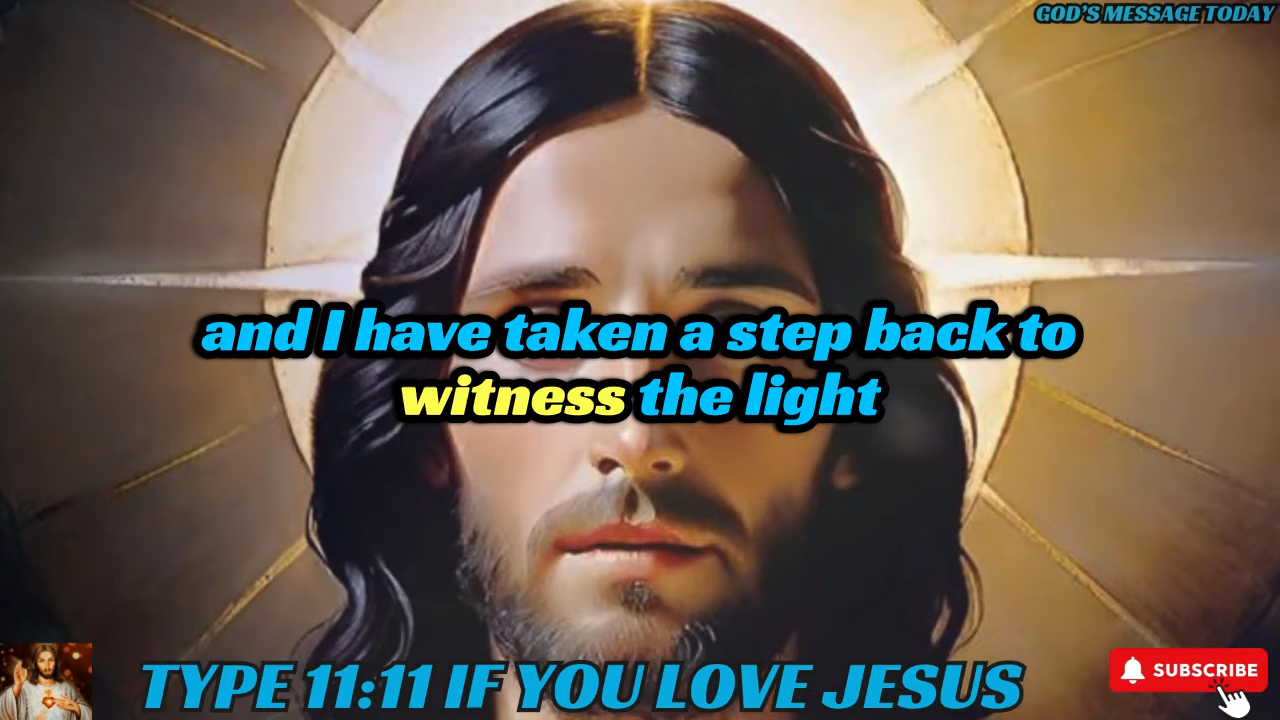 GOD'S MESSAGE TODAY
and I have taken a step back to
witness the light
TYPE 11:11 IF YOU LOVE JESUS
SUBSCRIBE